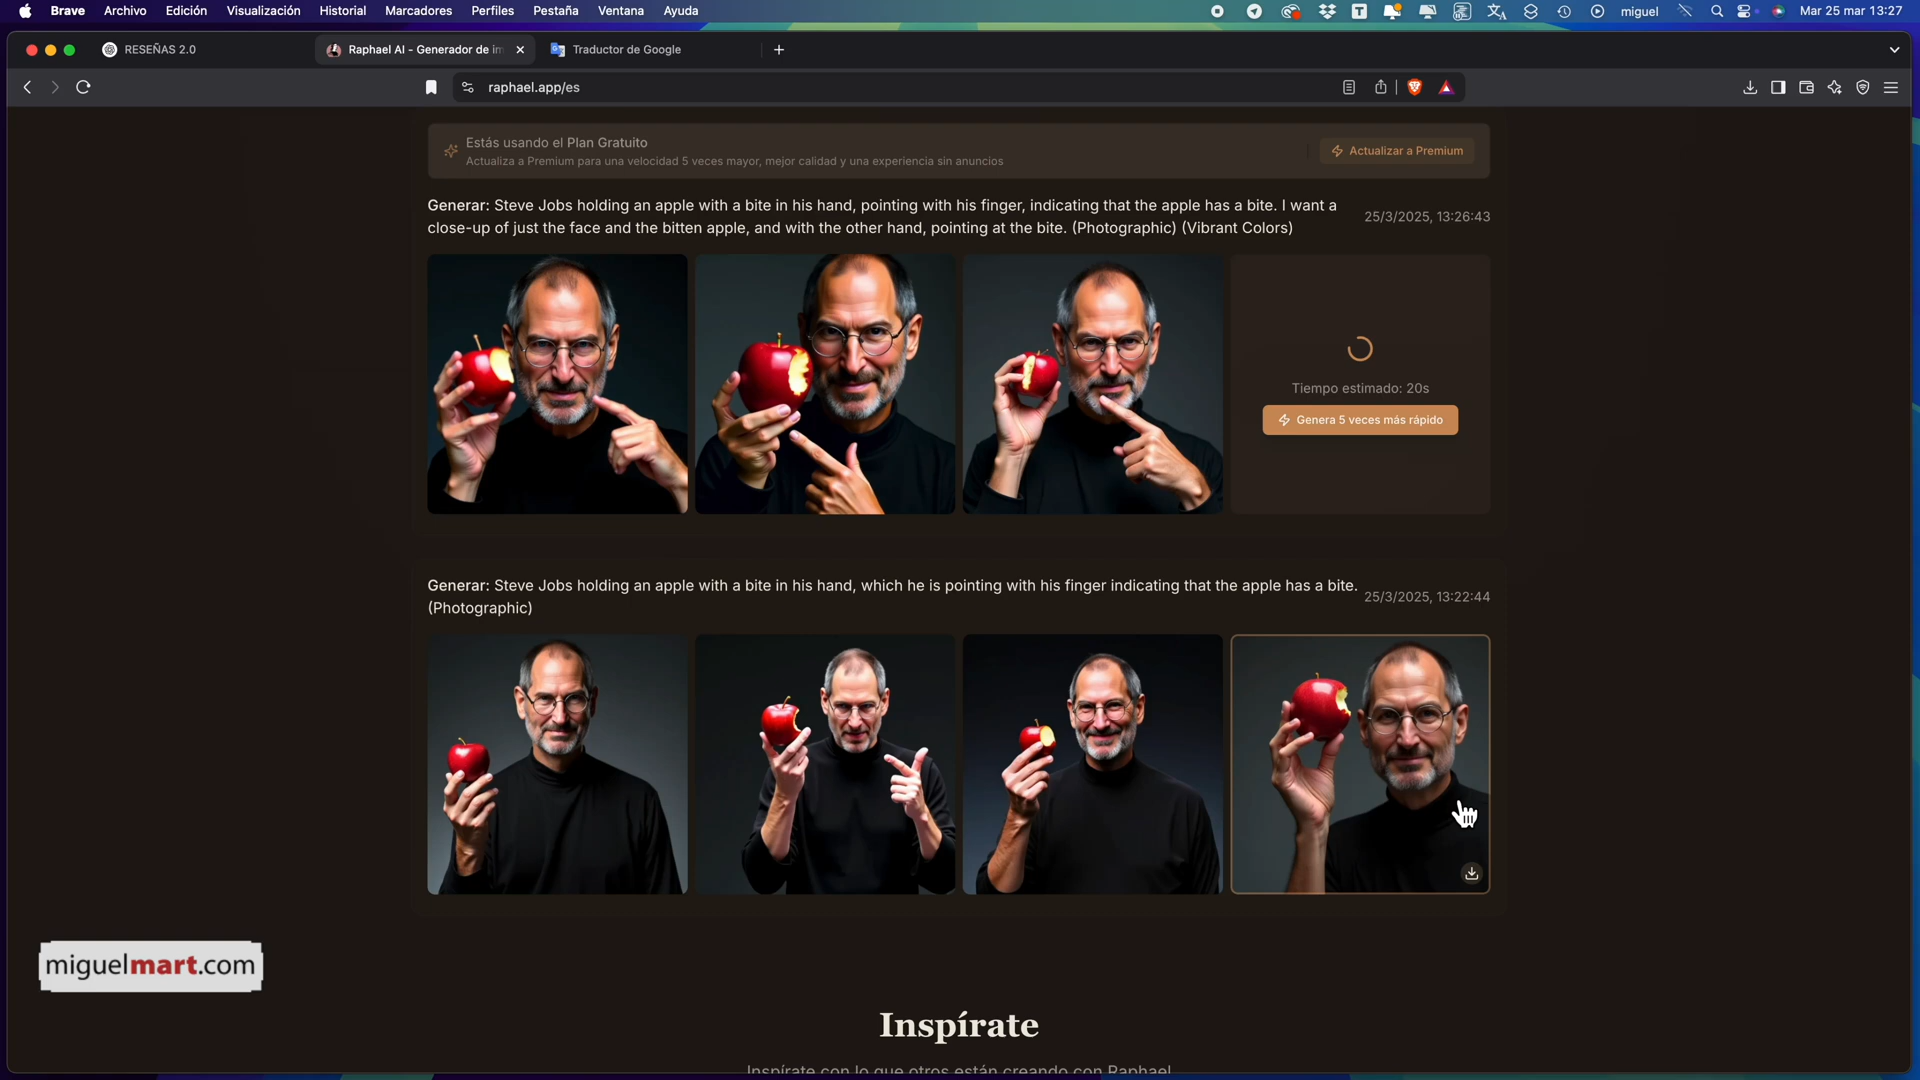 Brave Archivo Edición Visualización Historial Marcadores Perfiles Pestaña Ventana Ayuda miguel Mar 25 mar 13:27
RESEÑAS 2.0 Raphael AI - Generador de im Traductor de Google
raphael.app/es
Estás usando el Plan Gratuito
Actualiza a Premium para una velocidad 5 veces mayor, mejor calidad y una experiencia sin anuncios
Actualizar a Premium
Generar: Steve Jobs holding an apple with a bite in his hand, pointing with his finger, indicating that the apple has a bite. I want a
close-up of just the face and the bitten apple, and with the other hand, pointing at the bite. (Photographic) (Vibrant Colors)
25/3/2025, 13:26:43
Tiempo estimado: 20s
Genera 5 veces más rápido
Generar: Steve Jobs holding an apple with a bite in his hand, which he is pointing with his finger indicating that the apple has a bite.
(Photographic)
25/3/2025, 13:22:44
miguelmart.com
Inspírate
Inspírate con lo que otros están creando con Raphael